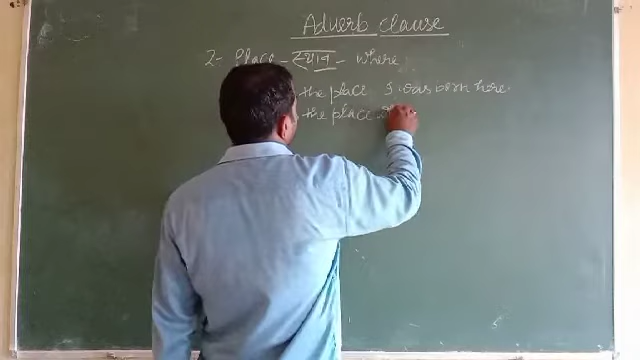 Adverb clause
2- Place - स्थान - where
the place I was born here.
the place